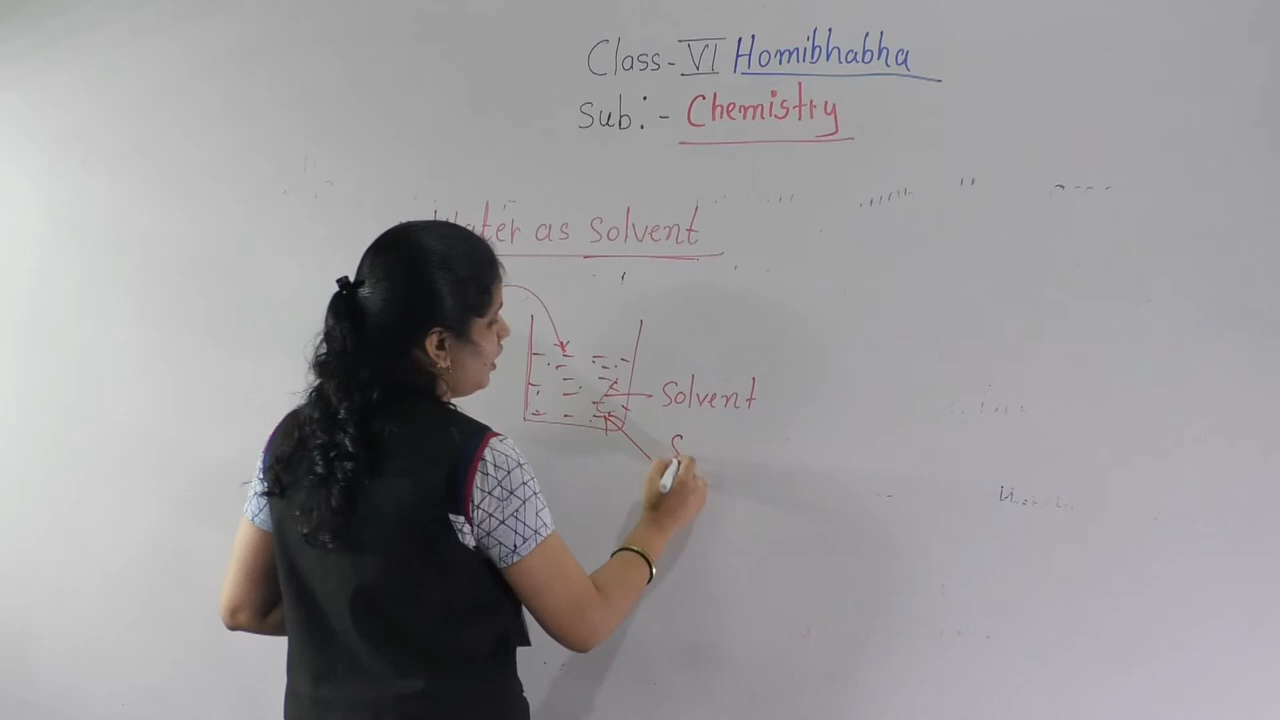 Class-VI Homibhabha
Sub:- Chemistry
Water as Solvent
Solvent
S